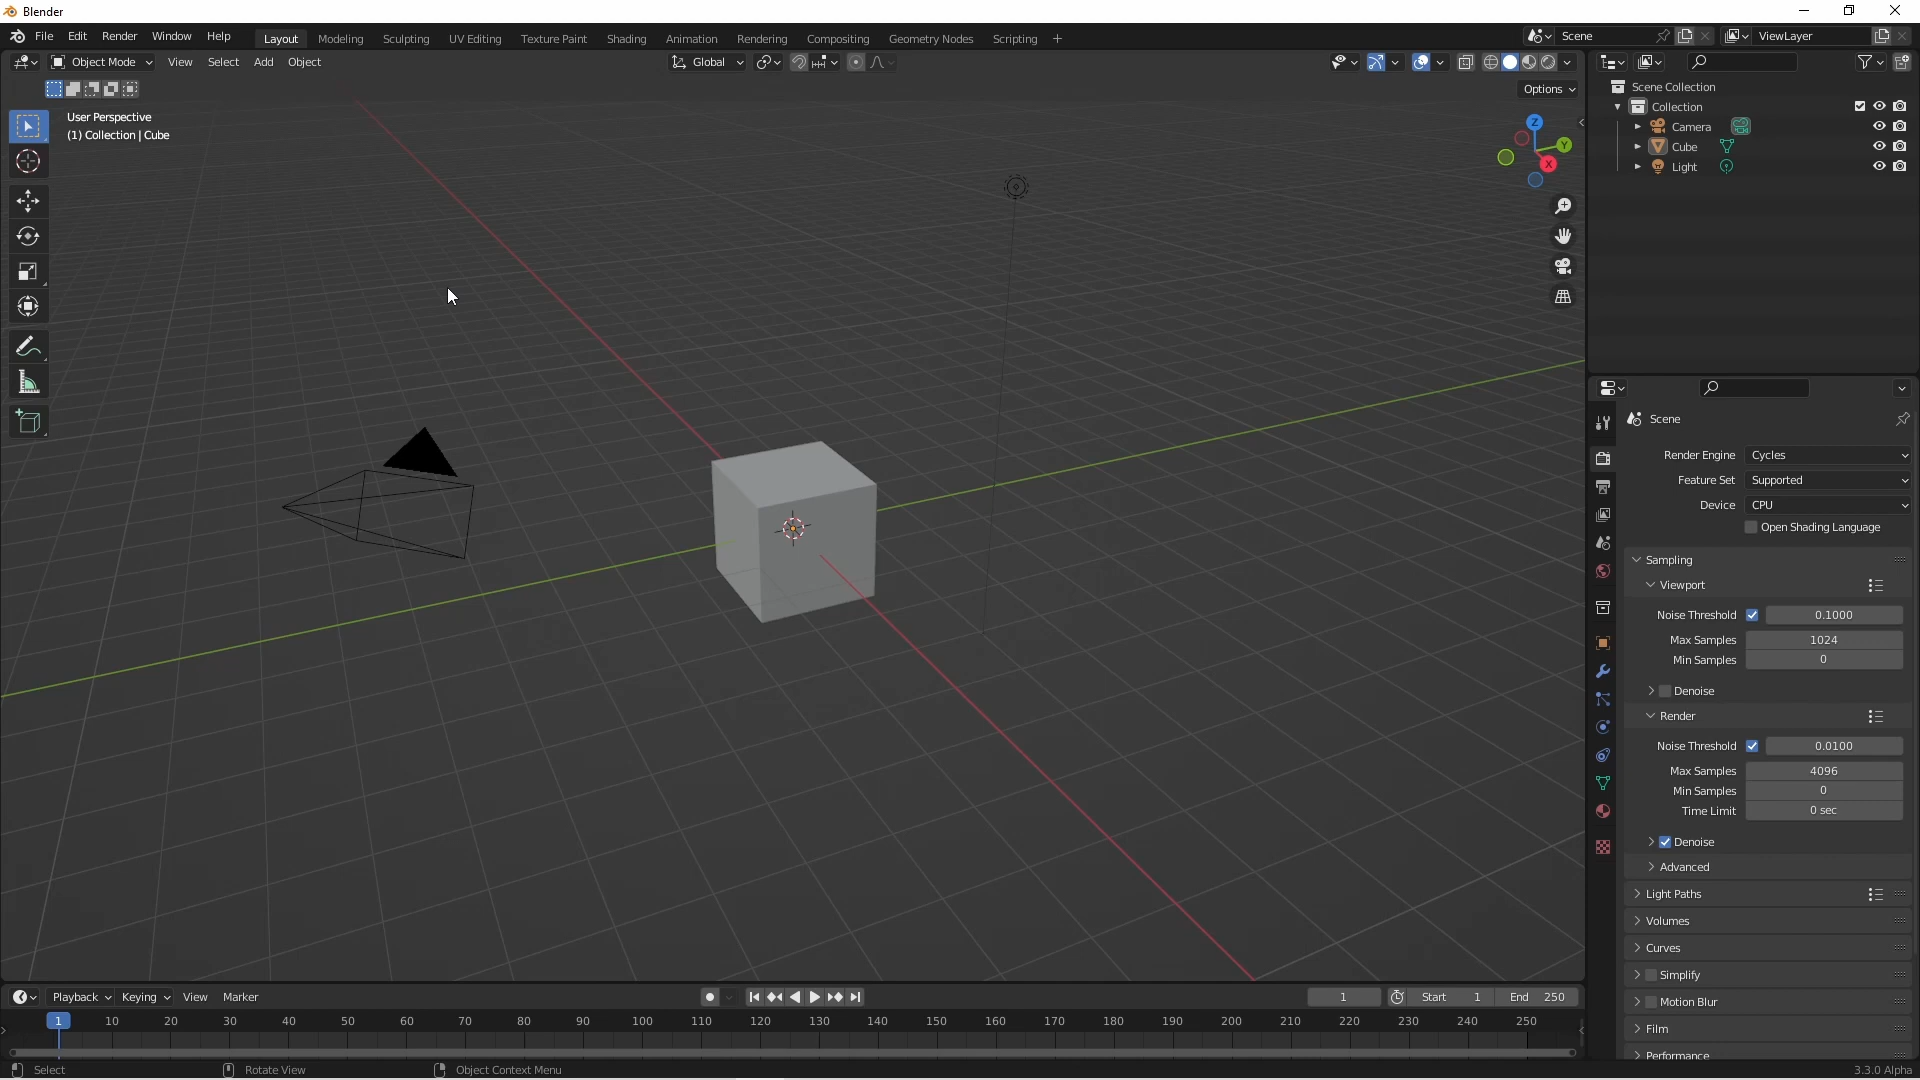 Blender
File Edit Render Window Help Layout Modeling Sculpting UV Editing Texture Paint Shading Animation Rendering Compositing Geometry Nodes Scripting + Scene ViewLayer
Object Mode View Select Add Object Global
Options
User Perspective
(1) Collection | Cube
Z
Y
X
Scene Collection
Collection
Camera
Cube
Light
Scene
Render Engine Cycles
Feature Set Supported
Device CPU
Open Shading Language
Sampling
Viewport
Noise Threshold 0.1000
Max Samples 1024
Min Samples 0
Denoise
Render
Noise Threshold 0.0100
Max Samples 4096
Min Samples 0
Time Limit 0 sec
Denoise
Advanced
Light Paths
Volumes
Curves
Simplify
Motion Blur
Film
Performance
Playback Keying View Marker 1 Start 1 End 250
1 10 20 30 40 50 60 70 80 90 100 110 120 130 140 150 160 170 180 190 200 210 220 230 240 250
Select Rotate View Object Context Menu 3.3.0 Alpha